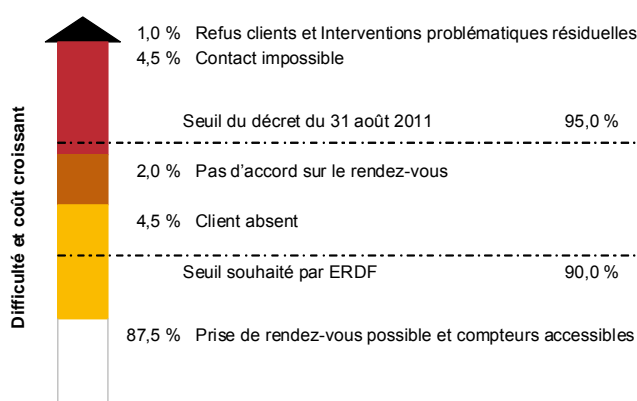 1,0 % Refus clients et Interventions problématiques résiduelles
4,5 % Contact impossible
Seuil du décret du 31 août 2011 95,0 %
2,0 % Pas d'accord sur le rendez-vous
4,5 % Client absent
Seuil souhaité par ERDF 90,0 %
87,5 % Prise de rendez-vous possible et compteurs accessibles
Difficulté et coût croissant